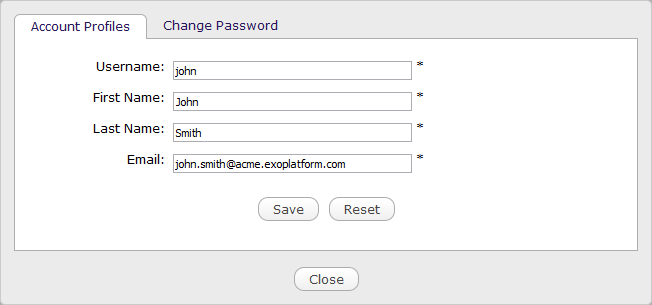 Account Profiles Change Password
Username: john *
First Name: John *
Last Name: Smith *
Email: john.smith@acme.exoplatform.com *
Save Reset
Close